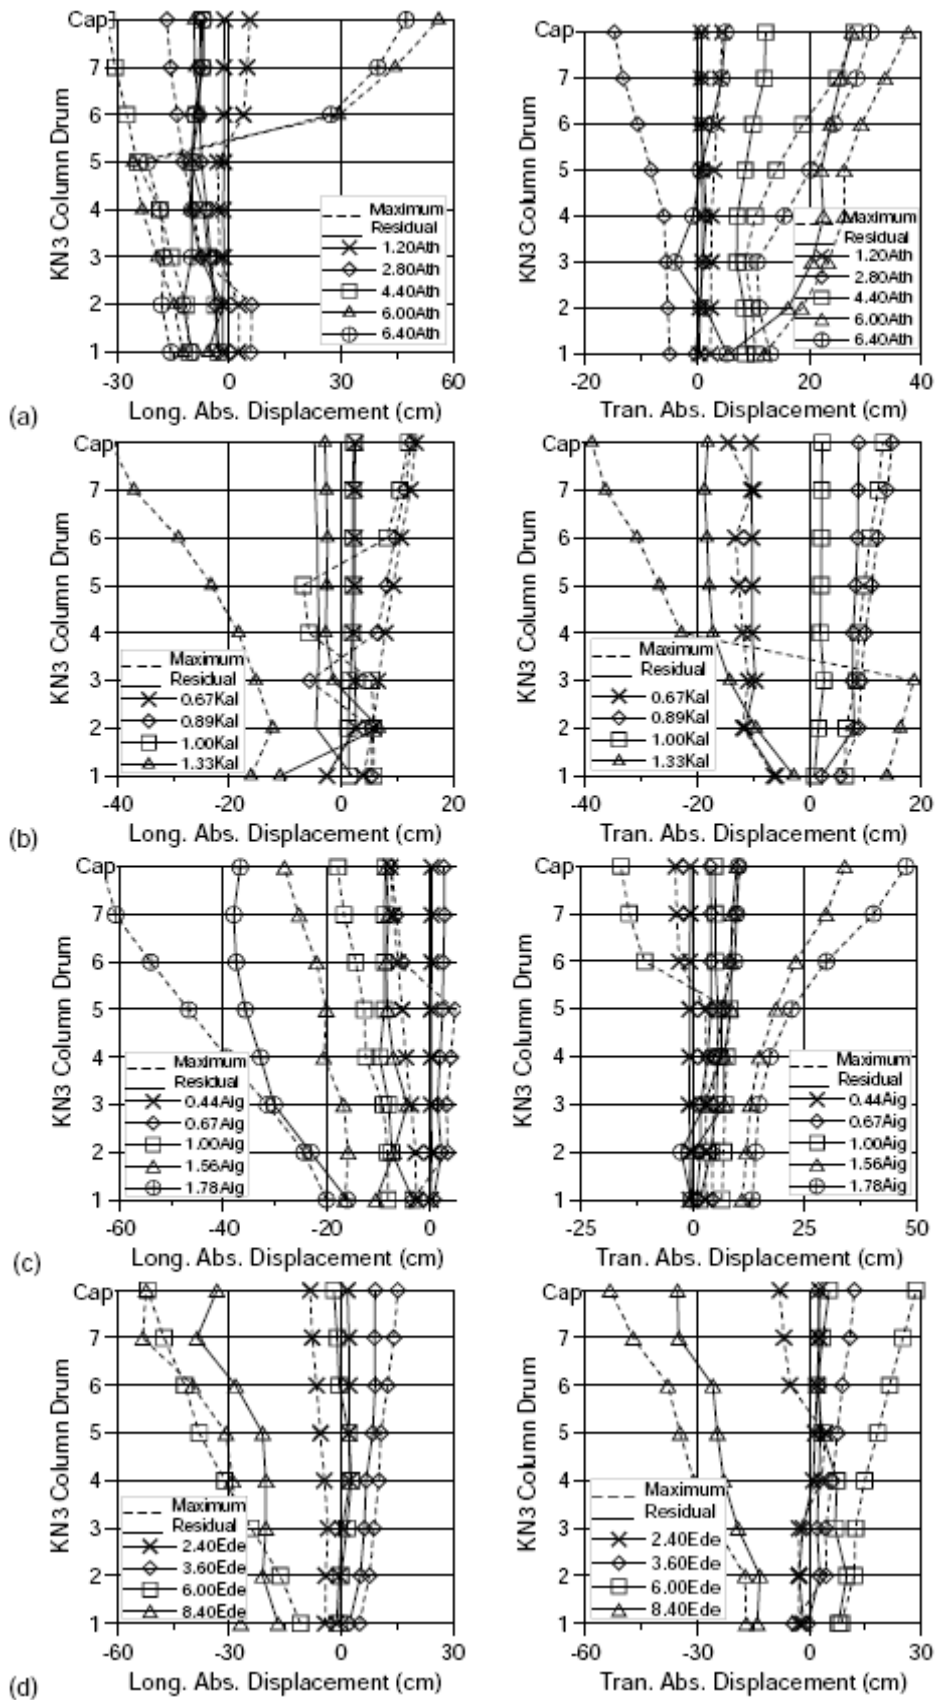 Cap
7
6
5
4
3
2
1
KN3 Column Drum
Maximum
Residual
1.20Ath
2.80Ath
4.40Ath
6.00Ath
6.40Ath
-30 0 30 60
Long. Abs. Displacement (cm)
(a)
Cap
7
6
5
4
3
2
1
KN3 Column Drum
Maximum
Residual
1.20Ath
2.80Ath
4.40Ath
6.00Ath
6.40Ath
-20 0 20 40
Tran. Abs. Displacement (cm)
Cap
7
6
5
4
3
2
1
KN3 Column Drum
Maximum
Residual
0.67Kal
0.89Kal
1.00Kal
1.33Kal
-40 -20 0 20
Long. Abs. Displacement (cm)
(b)
Cap
7
6
5
4
3
2
1
KN3 Column Drum
Maximum
Residual
0.67Kal
0.89Kal
1.00Kal
1.33Kal
-40 -20 0 20
Tran. Abs. Displacement (cm)
Cap
7
6
5
4
3
2
1
KN3 Column Drum
Maximum
Residual
0.44Aig
0.67Aig
1.00Aig
1.56Aig
1.78Aig
-60 -40 -20 0
Long. Abs. Displacement (cm)
(c)
Cap
7
6
5
4
3
2
1
KN3 Column Drum
Maximum
Residual
0.44Aig
0.67Aig
1.00Aig
1.56Aig
1.78Aig
-25 0 25 50
Tran. Abs. Displacement (cm)
Cap
7
6
5
4
3
2
1
KN3 Column Drum
Maximum
Residual
2.40Ede
3.60Ede
6.00Ede
8.40Ede
-60 -30 0 30
Long. Abs. Displacement (cm)
(d)
Cap
7
6
5
4
3
2
1
KN3 Column Drum
Maximum
Residual
2.40Ede
3.60Ede
6.00Ede
8.40Ede
-60 -30 0 30
Tran. Abs. Displacement (cm)